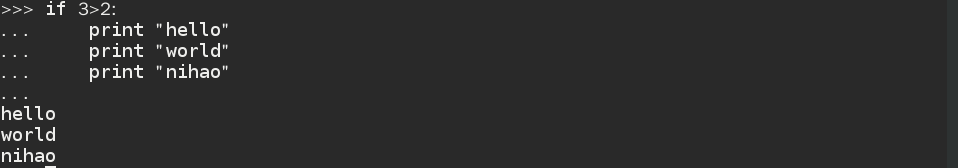 >>> if 3>2:
...     print "hello"
...     print "world"
...     print "nihao"
...
hello
world
nihao